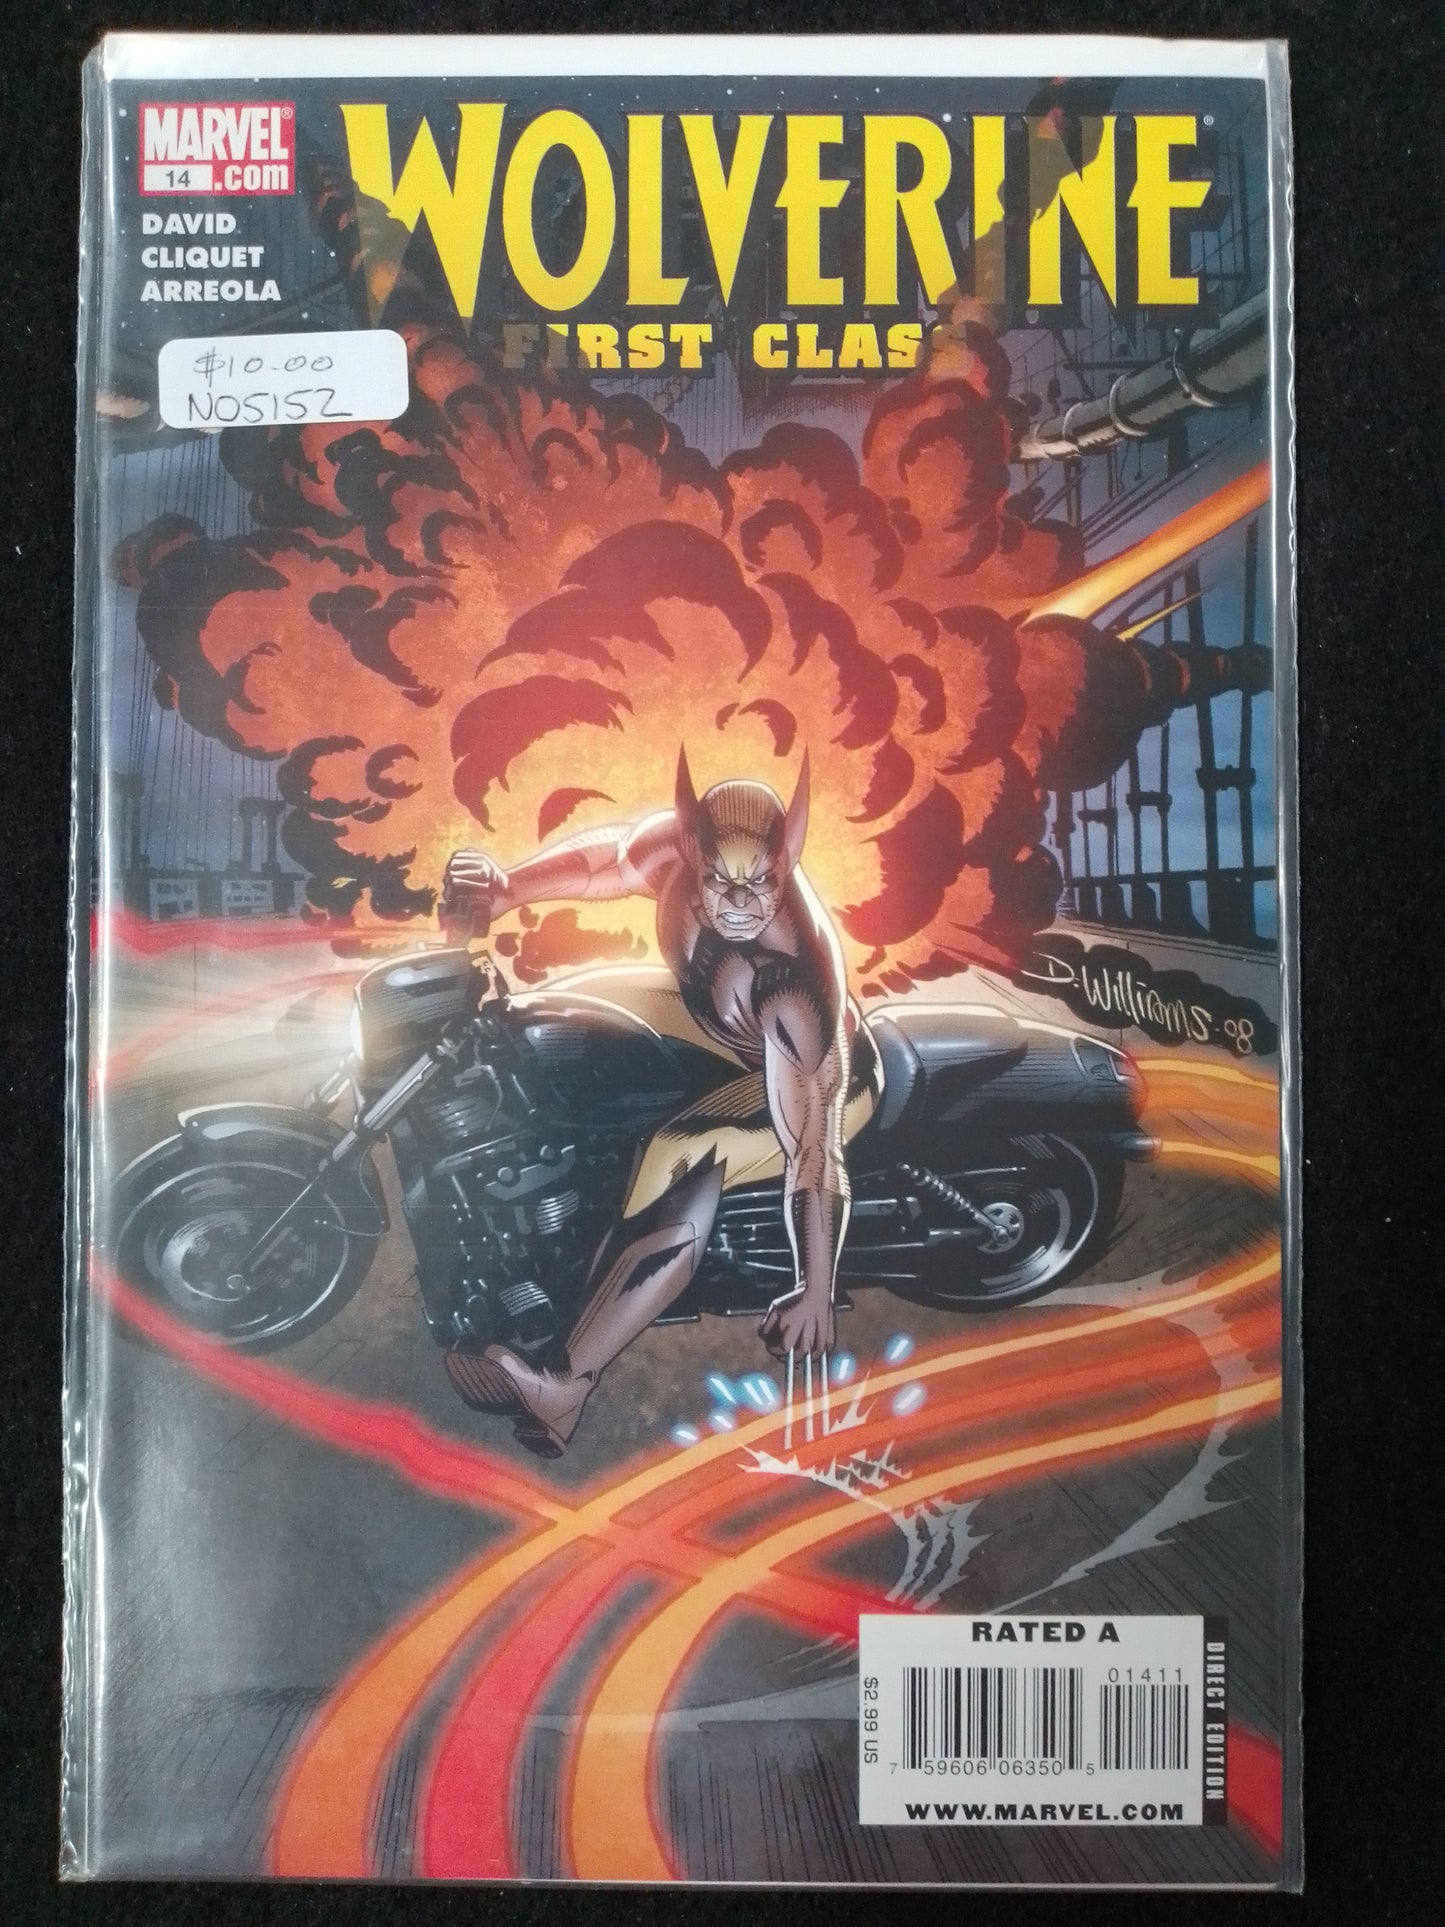 MARVEL®
14 .com
WOLVERINE®
FIRST CLASS
DAVID
CLIQUET
ARREOLA
$10.00
NO5152
D. Williams-08
RATED A
$2.99 US
01411
7 59606 06350 5
DIRECT EDITION
WWW.MARVEL.COM